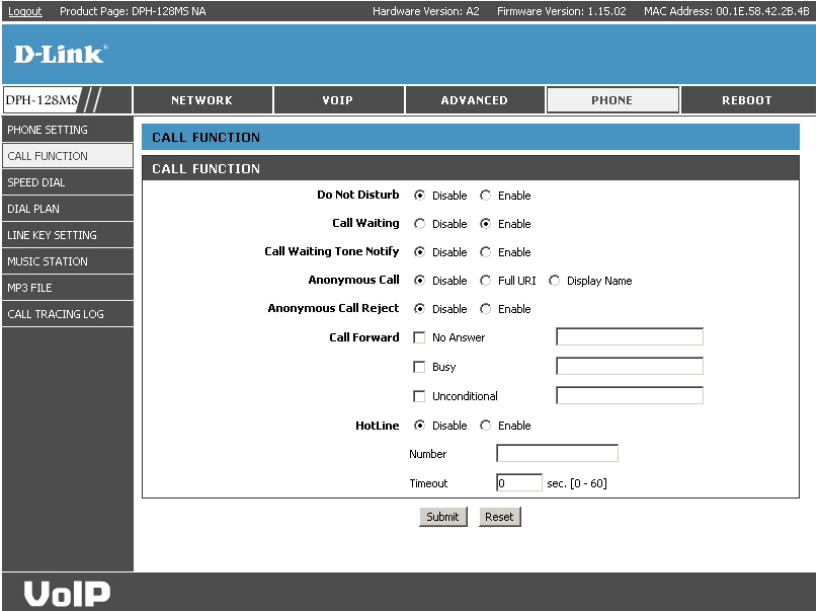 Logout Product Page: DPH-128MS NA Hardware Version: A2 Firmware Version: 1.15.02 MAC Address: 00.1E.58.42.2B.4B
D-Link
DPH-128MS // NETWORK VOIP ADVANCED PHONE REBOOT
PHONE SETTING
CALL FUNCTION
SPEED DIAL
DIAL PLAN
LINE KEY SETTING
MUSIC STATION
MP3 FILE
CALL TRACING LOG
CALL FUNCTION
CALL FUNCTION
Do Not Disturb Disable Enable
Call Waiting Disable Enable
Call Waiting Tone Notify Disable Enable
Anonymous Call Disable Full URI Display Name
Anonymous Call Reject Disable Enable
Call Forward No Answer
Busy
Unconditional
HotLine Disable Enable
Number
Timeout 0 sec. [0 - 60]
Submit Reset
VoIP